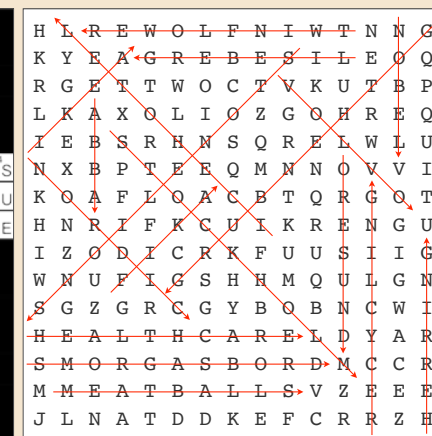 H L R E W O L F N I W T N N G
K Y E A G R E B E S I L E O Q
R G E T T W O C T V K U T B P
L K A X O L I O Z G O H R E Q
I E B S R H N S Q R E L W L U
N X B P T E E Q M N N O V V I
K O A F L O A C B T Q R G O T
H N R I F K C U I K R E N G U
I Z O D I C R K F U U S I I G
W N U F I G S H H M Q U L G N
S G Z G R C G Y B O B N C W I
H E A L T H C A R E L D Y A R
S M O R G A S B O R D M C C R
M M E A T B A L L S V Z E E E
J L N A T D D K E F C R R Z H
S
U
E